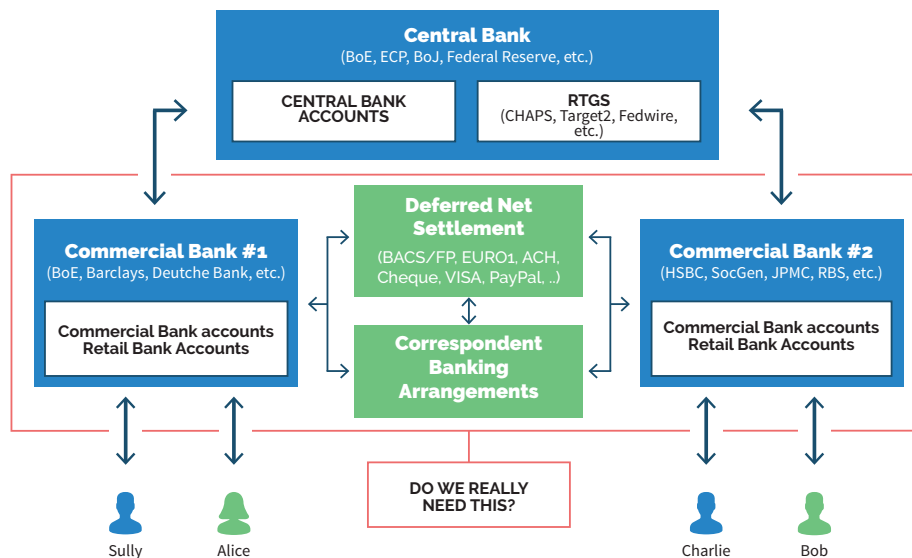 Central Bank
(BoE, ECP, BoJ, Federal Reserve, etc.)
CENTRAL BANK
ACCOUNTS
RTGS
(CHAPS, Target2, Fedwire,
etc.)
Commercial Bank #1
(BoE, Barclays, Deutche Bank, etc.)
Commercial Bank accounts
Retail Bank Accounts
Deferred Net
Settlement
(BACS/FP, EURO1, ACH,
Cheque, VISA, PayPal, ..)
Correspondent
Banking
Arrangements
Commercial Bank #2
(HSBC, SocGen, JPMC, RBS, etc.)
Commercial Bank accounts
Retail Bank Accounts
DO WE REALLY
NEED THIS?
Sully
Alice
Charlie
Bob